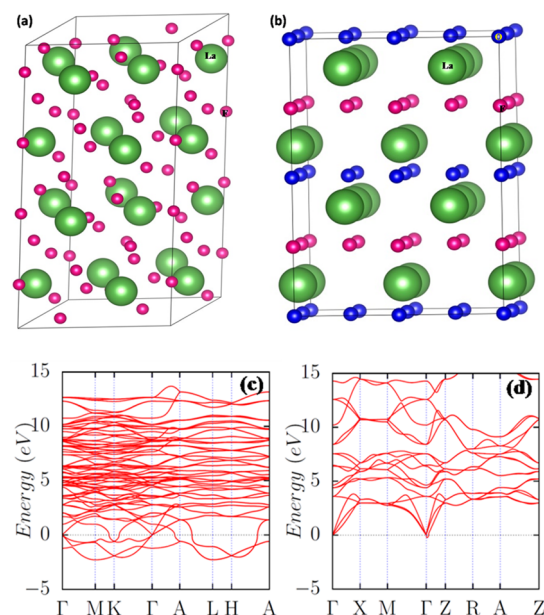 (a)
(b)
La
F
O
La
F
15
(c)
10
5
0
−5
Energy (eV)
Γ M K Γ A L H A
15
(d)
10
5
0
−5
Energy (eV)
Γ X M Γ Z R A Z